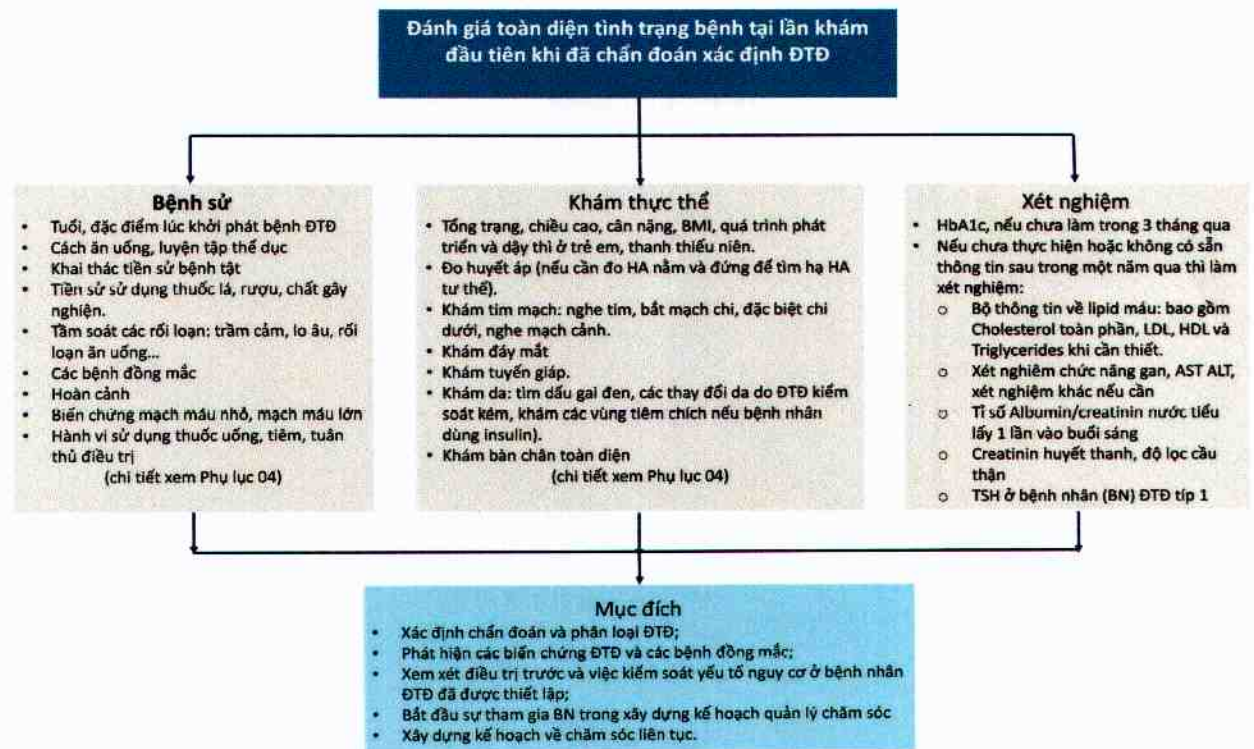 Đánh giá toàn diện tình trạng bệnh tại lần khám
đầu tiên khi đã chẩn đoán xác định ĐTĐ
Bệnh sử
• Tuổi, đặc điểm lúc khởi phát bệnh ĐTĐ
• Cách ăn uống, luyện tập thể dục
• Khai thác tiền sử bệnh tật
• Tiền sử sử dụng thuốc lá, rượu, chất gây
nghiện.
• Tầm soát các rối loạn: trầm cảm, lo âu, rối
loạn ăn uống...
• Các bệnh đồng mắc
• Hoàn cảnh
• Biến chứng mạch máu nhỏ, mạch máu lớn
• Hành vi sử dụng thuốc uống, tiêm, tuân
thủ điều trị
(chi tiết xem Phụ lục 04)
Khám thực thể
• Tổng trạng, chiều cao, cân nặng, BMI, quá trình phát
triển và dậy thì ở trẻ em, thanh thiếu niên.
• Đo huyết áp (nếu cần đo HA nằm và đứng để tìm hạ HA
tư thế).
• Khám tim mạch: nghe tim, bắt mạch chi, đặc biệt chi
dưới, nghe mạch cảnh.
• Khám đáy mắt
• Khám tuyến giáp.
• Khám da: tìm dấu gai đen, các thay đổi da do ĐTĐ kiểm
soát kém, khám các vùng tiêm chích nếu bệnh nhân
dùng insulin).
• Khám bàn chân toàn diện
(chi tiết xem Phụ lục 04)
Xét nghiệm
• HbA1c, nếu chưa làm trong 3 tháng qua
• Nếu chưa thực hiện hoặc không có sẵn
thông tin sau trong một năm qua thì làm
xét nghiệm:
o Bộ thông tin về lipid máu: bao gồm
Cholesterol toàn phần, LDL, HDL và
Triglycerides khi cần thiết.
o Xét nghiệm chức năng gan, AST ALT,
xét nghiệm khác nếu cần
o Tỉ số Albumin/creatinin nước tiểu
lấy 1 lần vào buổi sáng
o Creatinin huyết thanh, độ lọc cầu
thận
o TSH ở bệnh nhân (BN) ĐTĐ típ 1
Mục đích
• Xác định chẩn đoán và phân loại ĐTĐ;
• Phát hiện các biến chứng ĐTĐ và các bệnh đồng mắc;
• Xem xét điều trị trước và việc kiểm soát yếu tố nguy cơ ở bệnh nhân
ĐTĐ đã được thiết lập;
• Bắt đầu sự tham gia BN trong xây dựng kế hoạch quản lý chăm sóc
• Xây dựng kế hoạch về chăm sóc liên tục.